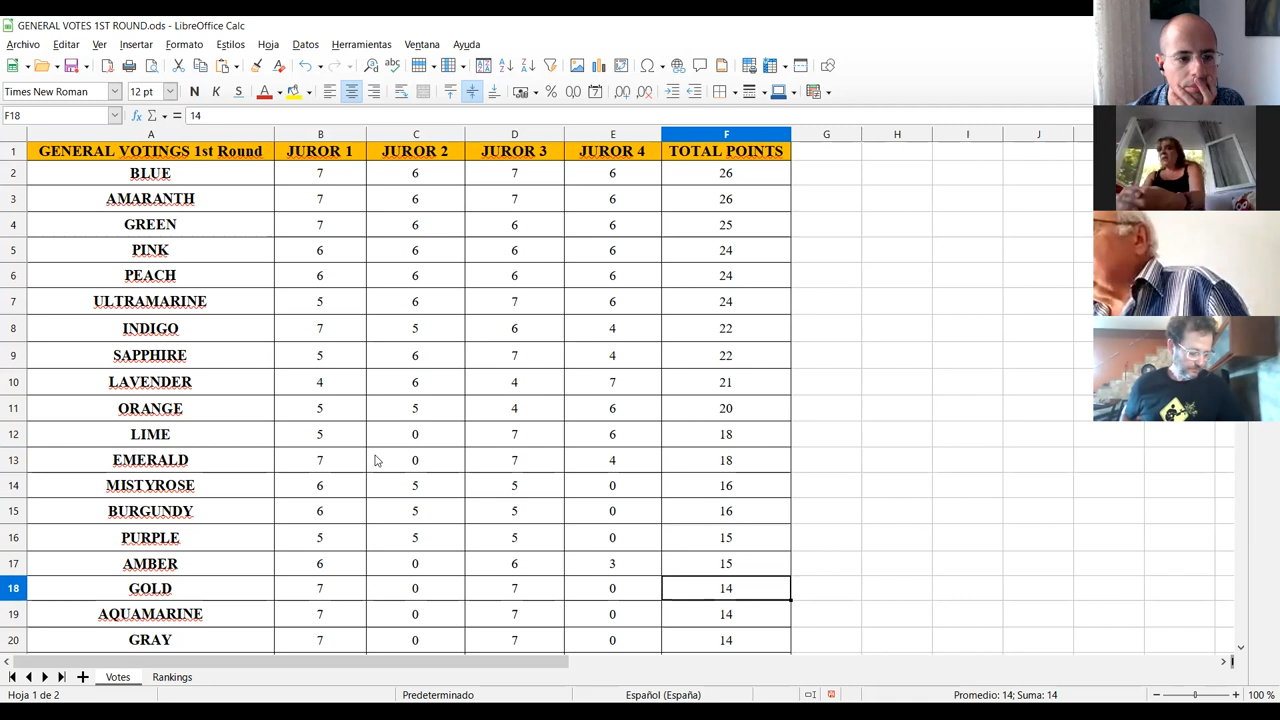 GENERAL VOTES 1ST ROUND.ods - LibreOffice Calc
Archivo Editar Ver Insertar Formato Estilos Hoja Datos Herramientas Ventana Ayuda
Times New Roman 12 pt N K S
F18 14
A B C D E F G H I J
1 GENERAL VOTINGS 1st Round JUROR 1 JUROR 2 JUROR 3 JUROR 4 TOTAL POINTS
2 BLUE 7 6 7 6 26
3 AMARANTH 7 6 7 6 26
4 GREEN 7 6 6 6 25
5 PINK 6 6 6 6 24
6 PEACH 6 6 6 6 24
7 ULTRAMARINE 5 6 7 6 24
8 INDIGO 7 5 6 4 22
9 SAPPHIRE 5 6 7 4 22
10 LAVENDER 4 6 4 7 21
11 ORANGE 5 5 4 6 20
12 LIME 5 0 7 6 18
13 EMERALD 7 0 7 4 18
14 MISTYROSE 6 5 5 0 16
15 BURGUNDY 6 5 5 0 16
16 PURPLE 5 5 5 0 15
17 AMBER 6 0 6 3 15
18 GOLD 7 0 7 0 14
19 AQUAMARINE 7 0 7 0 14
20 GRAY 7 0 7 0 14
Votes Rankings
Hoja 1 de 2 Predeterminado Español (España) Promedio: 14; Suma: 14 100 %